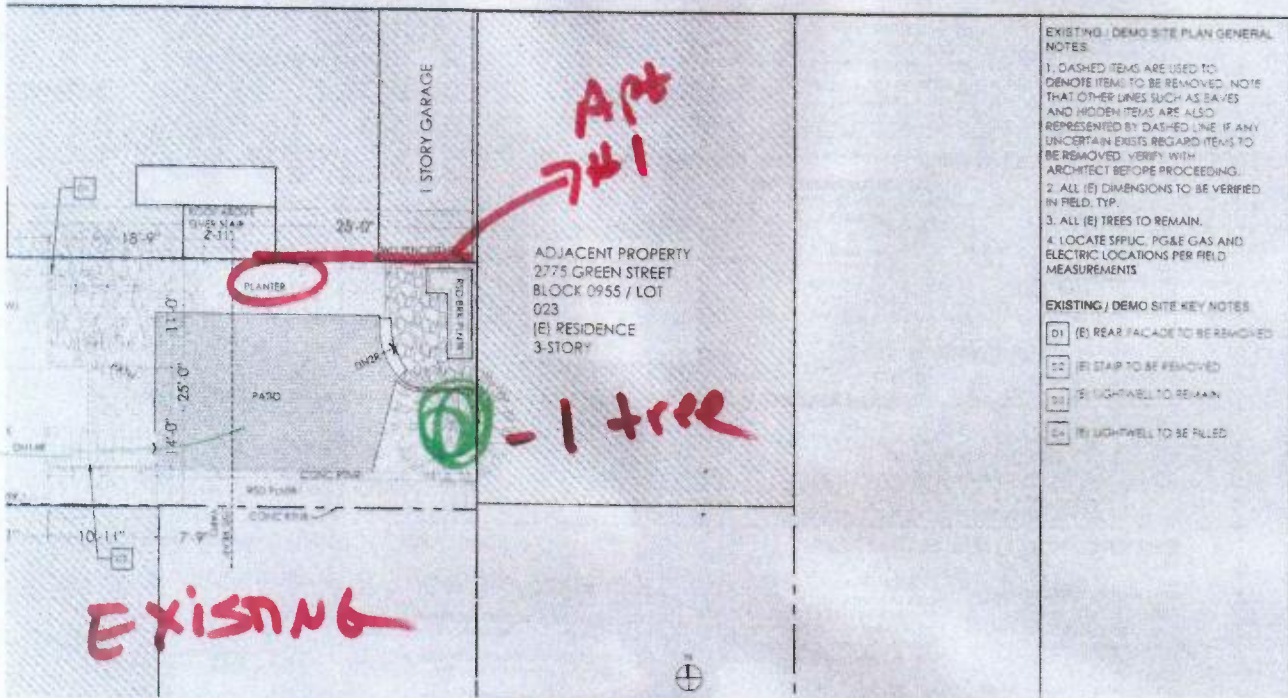 1 STORY GARAGE
Apt
#1
18'-9"
2'-11"
25'-0"
PLANTER
11'-0"
25'-0"
14'-0"
PATIO
ADJACENT PROPERTY
2775 GREEN STREET
BLOCK 0955 / LOT
023
(E) RESIDENCE
3-STORY
- 1 tree
10'-11"
7'-9"
EXISTING
EXISTING / DEMO SITE PLAN GENERAL
NOTES:
1. DASHED ITEMS ARE USED TO
DENOTE ITEMS TO BE REMOVED. NOTE
THAT OTHER LINES SUCH AS EAVES
AND HIDDEN ITEMS ARE ALSO
REPRESENTED BY DASHED LINE. IF ANY
UNCERTAIN EXISTS REGARD ITEMS TO
BE REMOVED, VERIFY WITH
ARCHITECT BEFORE PROCEEDING.
2. ALL (E) DIMENSIONS TO BE VERIFIED
IN FIELD, TYP.
3. ALL (E) TREES TO REMAIN.
4. LOCATE SFPUC, PG&E GAS AND
ELECTRIC LOCATIONS PER FIELD
MEASUREMENTS
EXISTING / DEMO SITE KEY NOTES
D1 (E) REAR FACADE TO BE REMOVED
D2 (E) STAIR TO BE REMOVED
D3 (E) LIGHTWELL TO REMAIN
D4 (E) LIGHTWELL TO BE FILLED